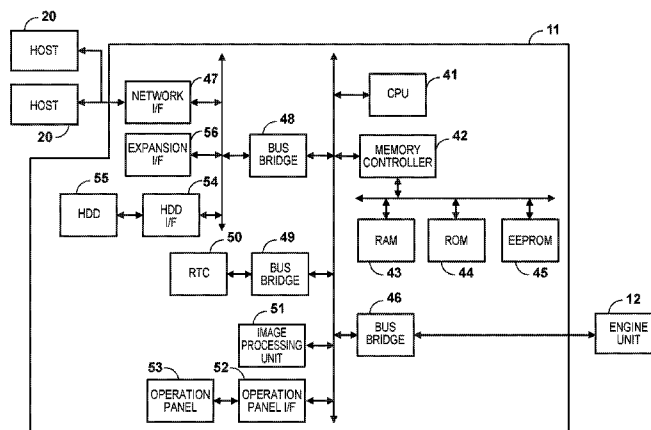 20
HOST
HOST
20
11
47
NETWORK
I/F
56
EXPANSION
I/F
48
BUS
BRIDGE
41
CPU
42
MEMORY
CONTROLLER
55
HDD
54
HDD
I/F
50
RTC
49
BUS
BRIDGE
RAM
43
ROM
44
EEPROM
45
51
IMAGE
PROCESSING
UNIT
46
BUS
BRIDGE
12
ENGINE
UNIT
53
OPERATION
PANEL
52
OPERATION
PANEL I/F